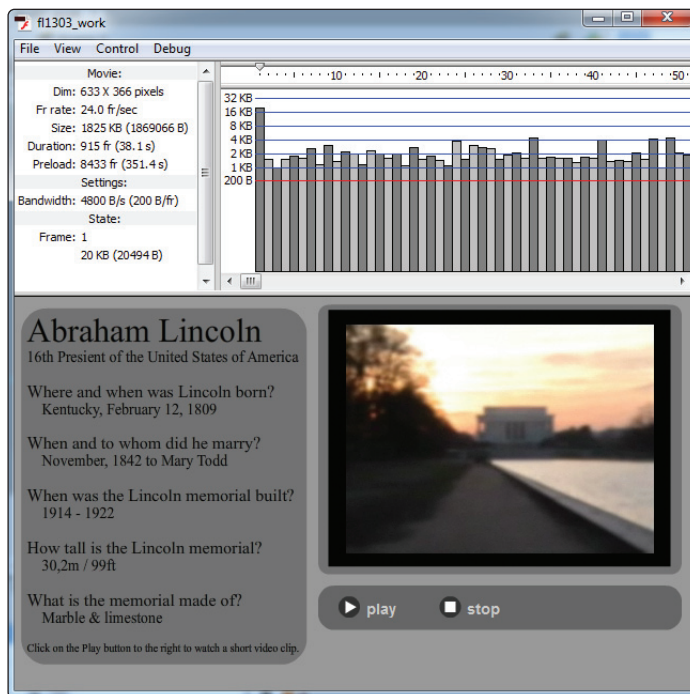 fl1303_work
File View Control Debug
Movie:
Dim: 633 X 366 pixels
Fr rate: 24.0 fr/sec
Size: 1825 KB (1869066 B)
Duration: 915 fr (38.1 s)
Preload: 8433 fr (351.4 s)
Settings:
Bandwidth: 4800 B/s (200 B/fr)
State:
Frame: 1
20 KB (20494 B)
10 20 30 40 50
32 KB
16 KB
8 KB
4 KB
2 KB
1 KB
200 B
Abraham Lincoln
16th Presient of the United States of America
Where and when was Lincoln born?
Kentucky, February 12, 1809
When and to whom did he marry?
November, 1842 to Mary Todd
When was the Lincoln memorial built?
1914 - 1922
How tall is the Lincoln memorial?
30,2m / 99ft
What is the memorial made of?
Marble & limestone
Click on the Play button to the right to watch a short video clip.
play stop